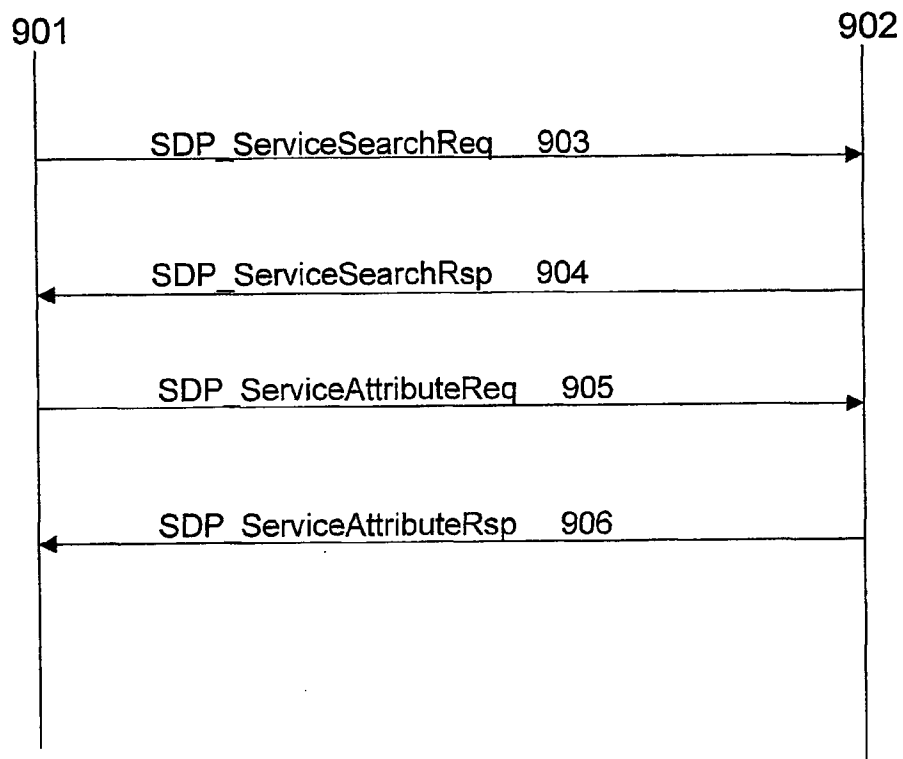 901 902
SDP_ServiceSearchReq 903
SDP_ServiceSearchRsp 904
SDP_ServiceAttributeReq 905
SDP_ServiceAttributeRsp 906